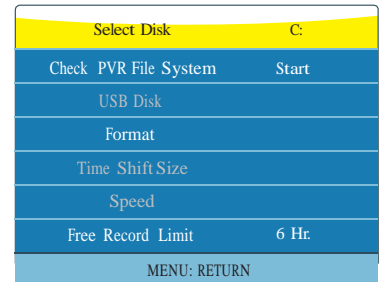 Select Disk C:
Check PVR File System Start
USB Disk
Format
Time Shift Size
Speed
Free Record Limit 6 Hr.
MENU: RETURN